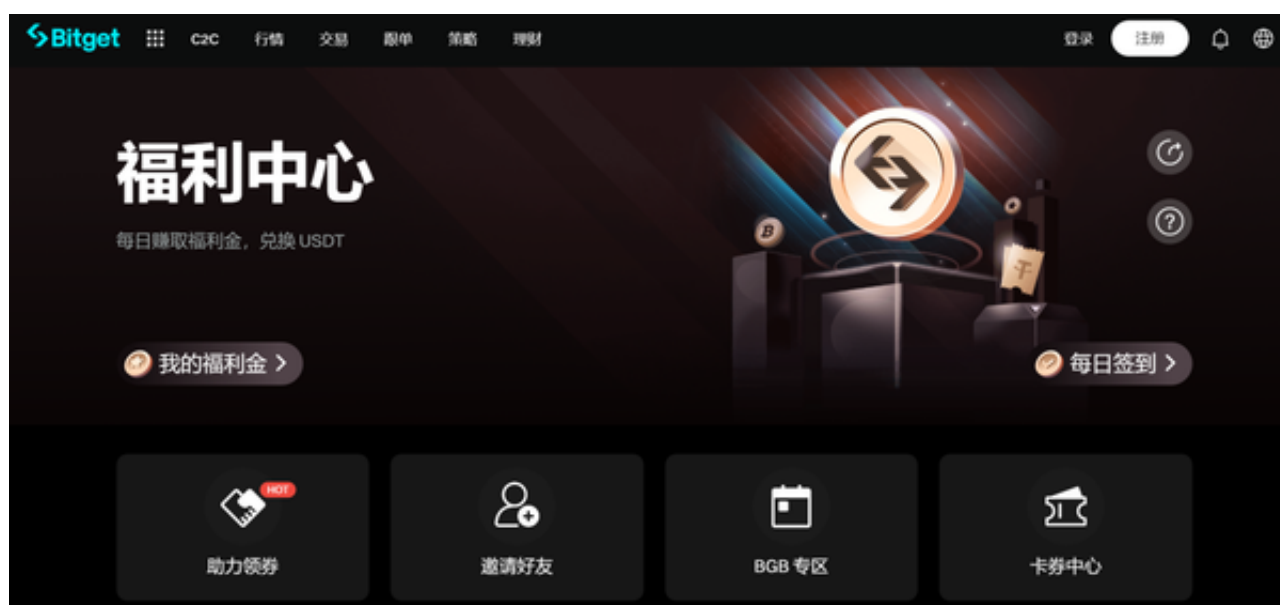 Bitget C2C 行情 交易 跟单 策略 理财 登录 注册
福利中心
每日赚取福利金，兑换 USDT
我的福利金
每日签到
HOT
助力领券 邀请好友 BGB 专区 卡券中心